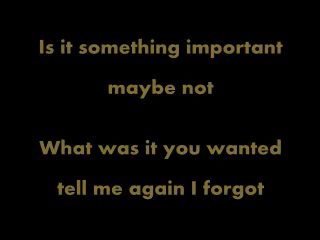 Is it something important
maybe not
What was it you wanted
tell me again I forgot